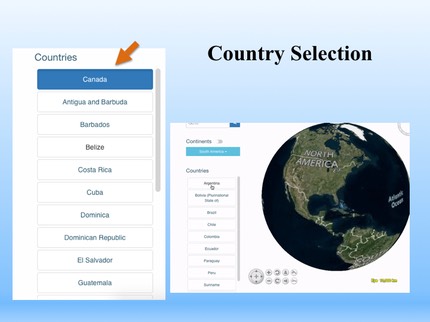 Country Selection
Countries
Canada
Antigua and Barbuda
Barbados
Belize
Costa Rica
Cuba
Dominica
Dominican Republic
El Salvador
Guatemala
Continents
South America
Countries
Argentina
Bolivia (Plurinational
State of)
Brazil
Chile
Colombia
Ecuador
Paraguay
Peru
Suriname
NORTH
AMERICA
Atlantic
Ocean